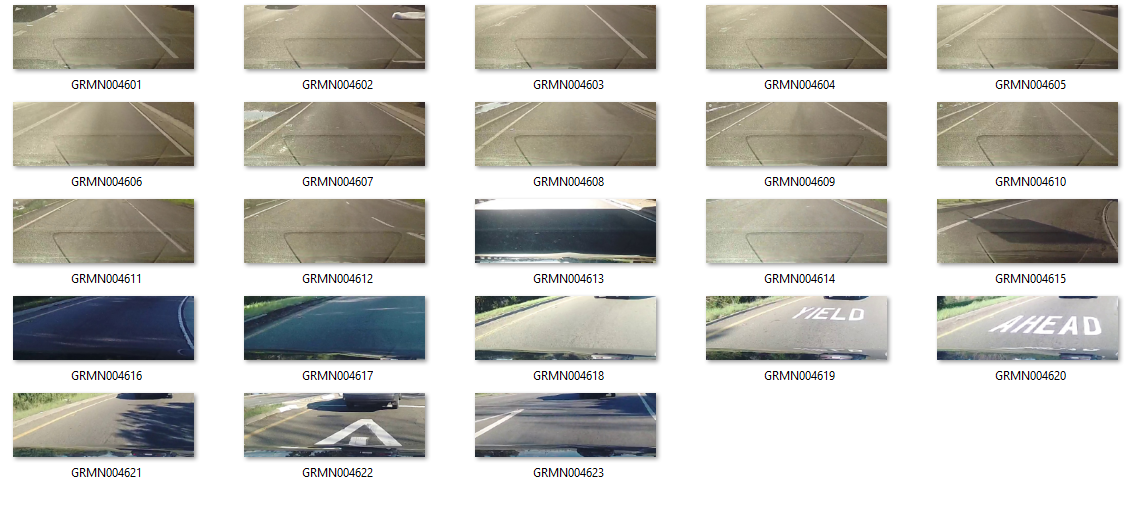 GRMN004601 GRMN004602 GRMN004603 GRMN004604 GRMN004605
GRMN004606 GRMN004607 GRMN004608 GRMN004609 GRMN004610
GRMN004611 GRMN004612 GRMN004613 GRMN004614 GRMN004615
YIELD AHEAD
GRMN004616 GRMN004617 GRMN004618 GRMN004619 GRMN004620
GRMN004621 GRMN004622 GRMN004623